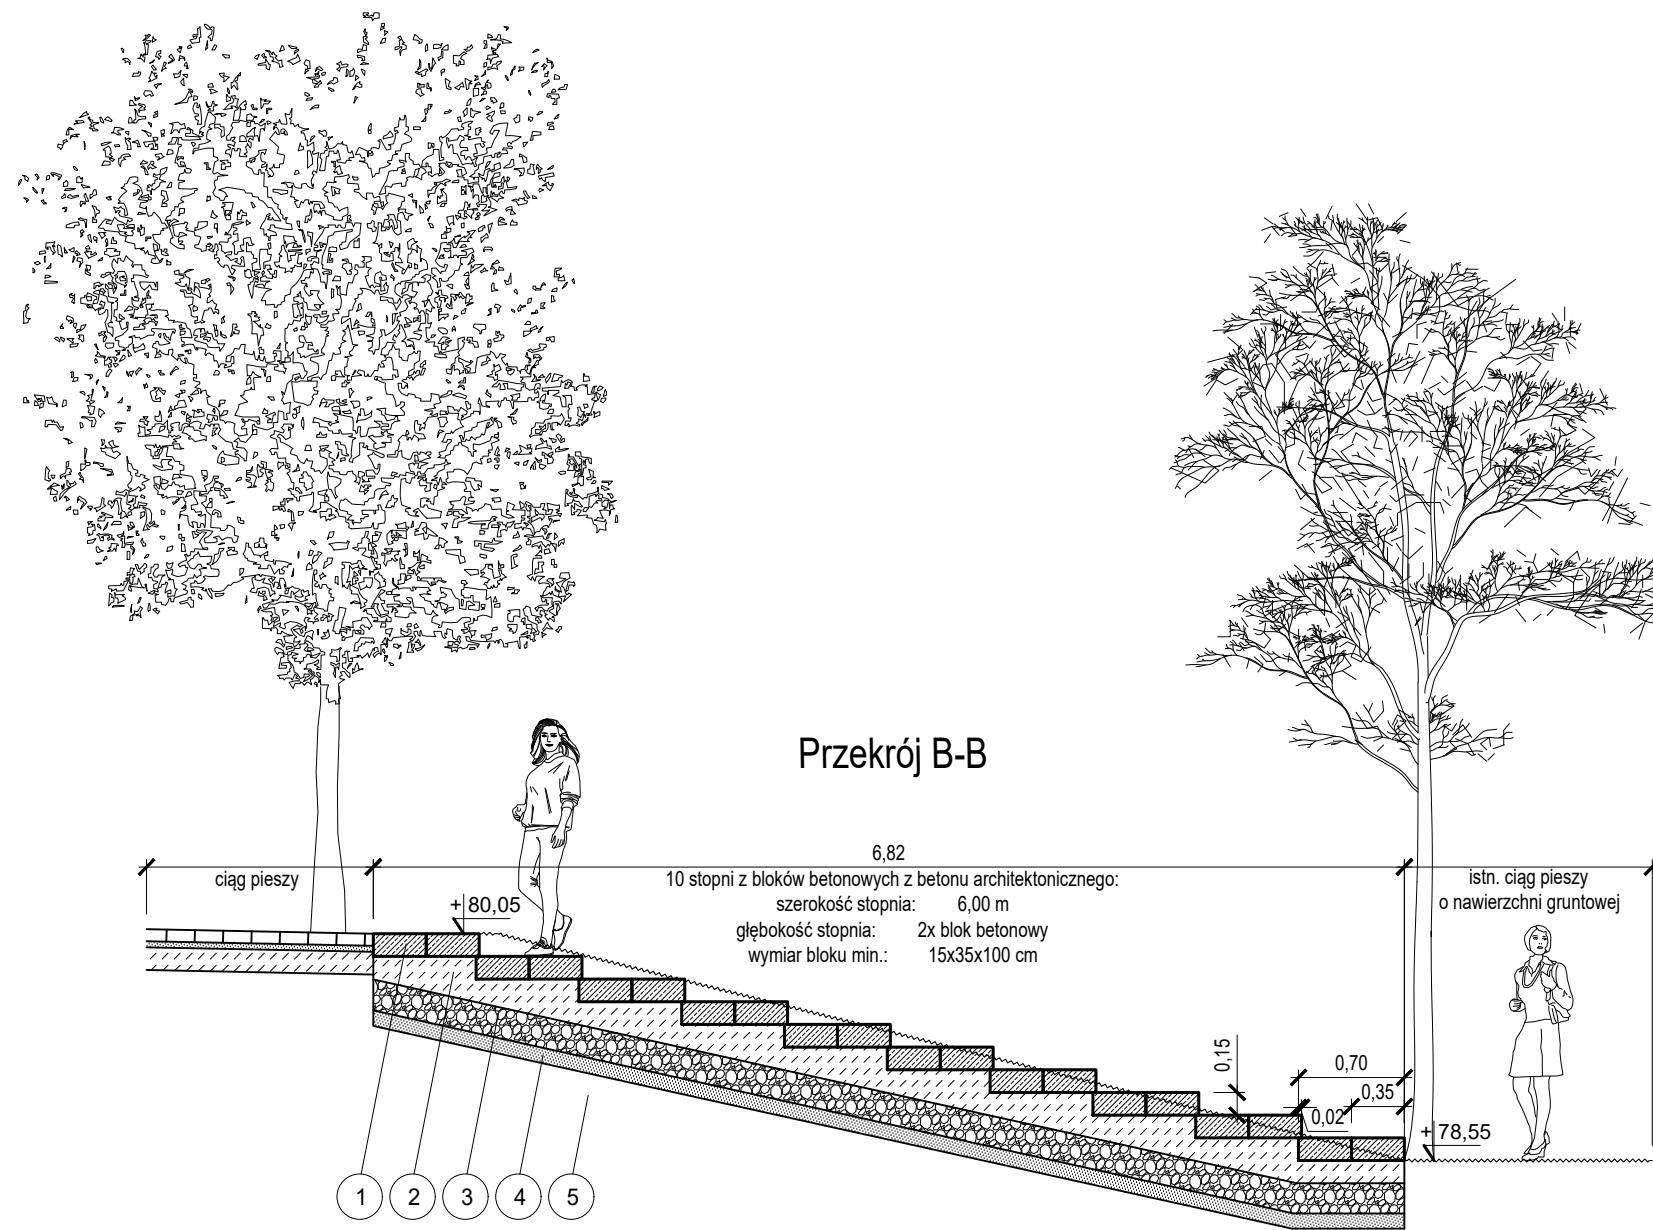 Przekrój B-B
6,82
ciąg pieszy
10 stopni z bloków betonowych z betonu architektonicznego:
szerokość stopnia: 6,00 m
głębokość stopnia: 2x blok betonowy
wymiar bloku min.: 15x35x100 cm
istn. ciąg pieszy
o nawierzchni gruntowej
+80,05
0,15
0,70
0,35
0,02
+78,55
1 2 3 4 5